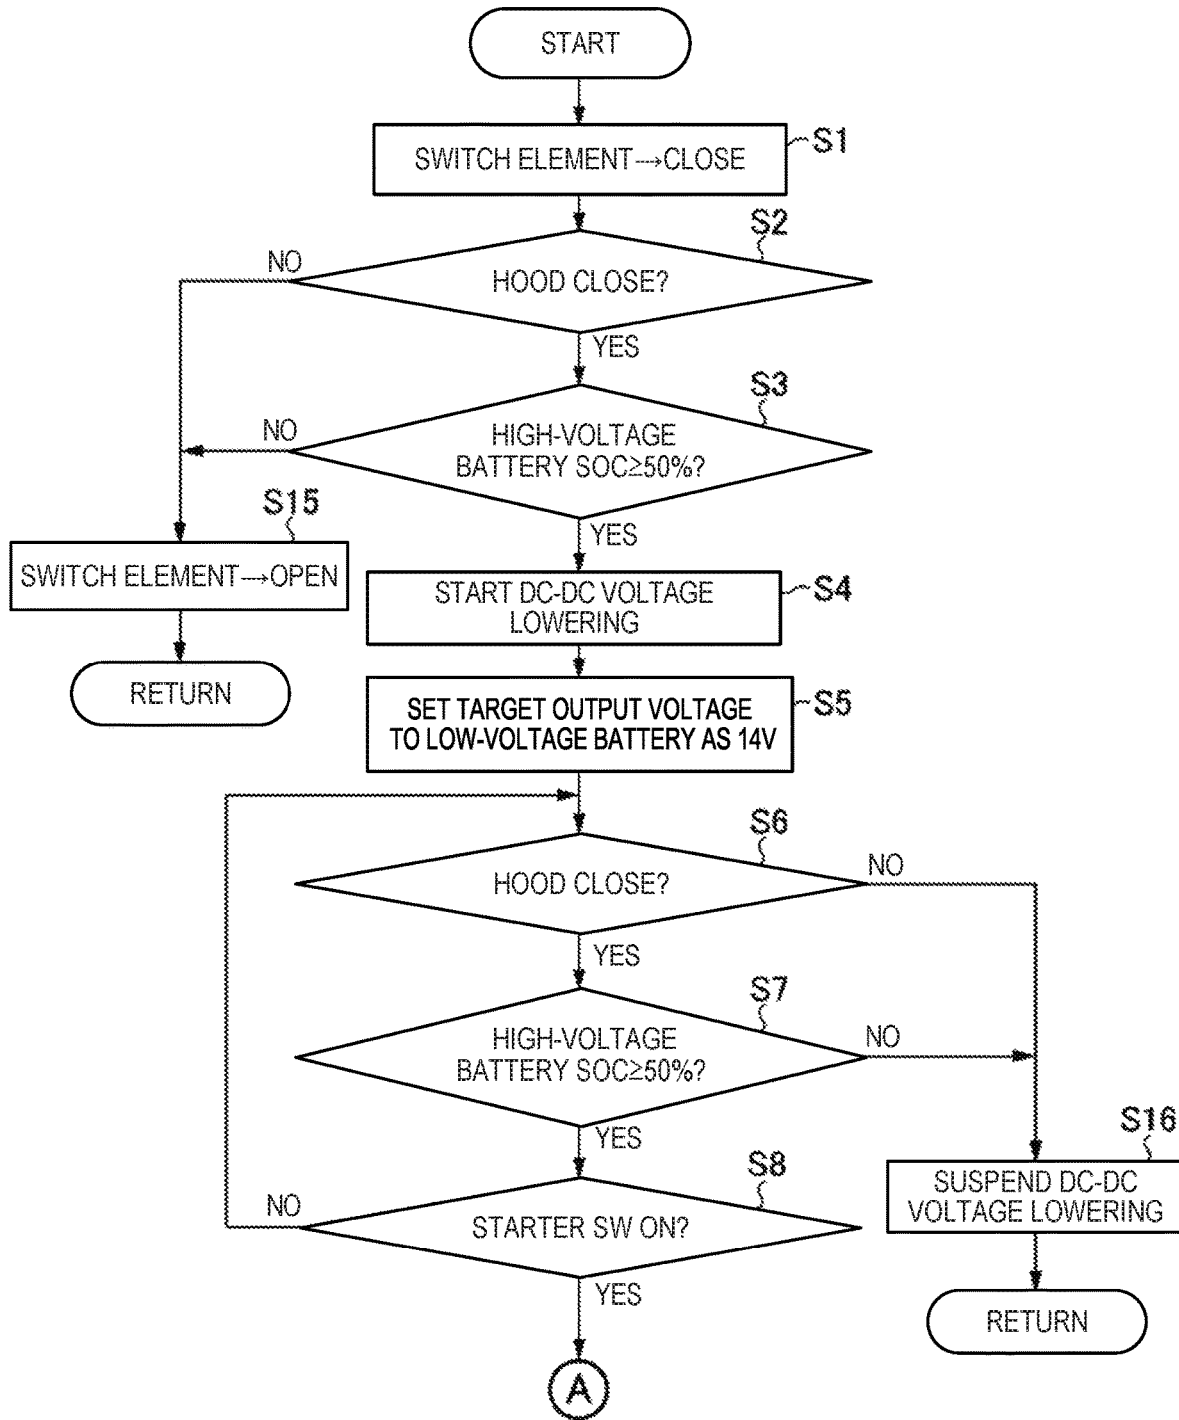 START
SWITCH ELEMENT→CLOSE
S1
S2
NO
HOOD CLOSE?
YES
S3
NO
HIGH-VOLTAGE
BATTERY SOC≥50%?
YES
S15
SWITCH ELEMENT→OPEN
RETURN
S4
START DC-DC VOLTAGE
LOWERING
S5
SET TARGET OUTPUT VOLTAGE
TO LOW-VOLTAGE BATTERY AS 14V
S6
HOOD CLOSE?
NO
YES
S7
HIGH-VOLTAGE
BATTERY SOC≥50%?
NO
YES
S8
NO
STARTER SW ON?
YES
S16
SUSPEND DC-DC
VOLTAGE LOWERING
RETURN
A